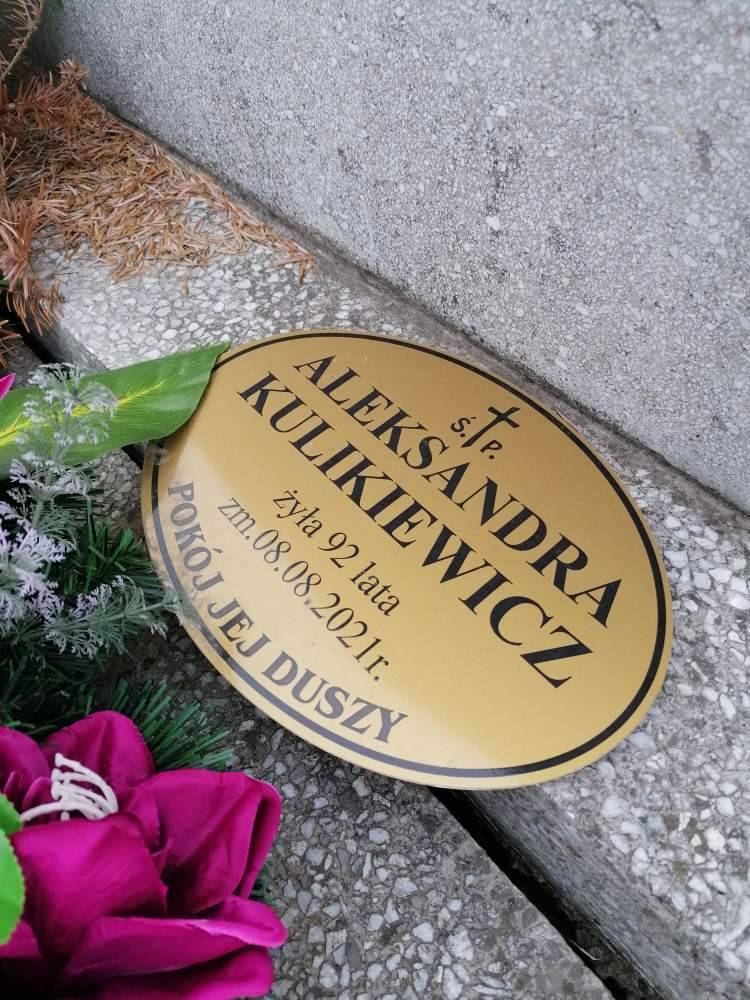 Ś. P.
ALEKSANDRA
KULIKIEWICZ
żyła 92 lata
zm.08.08.2021r.
POKÓJ JEJ DUSZY